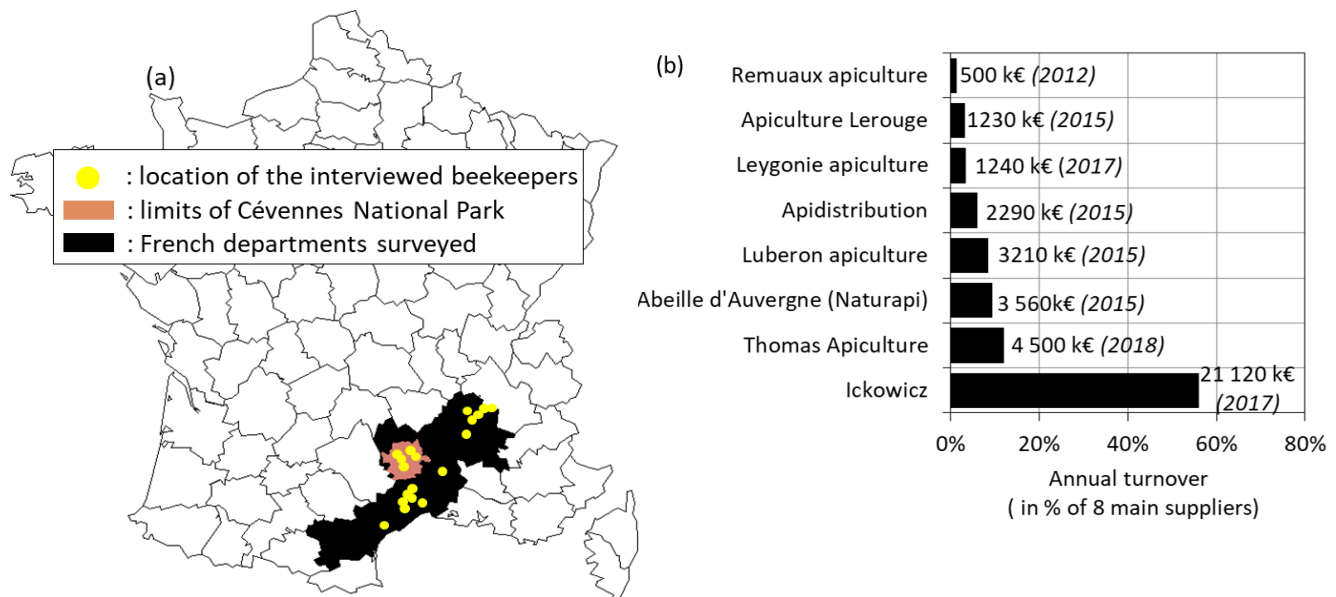 (a)
: location of the interviewed beekeepers
: limits of Cévennes National Park
: French departments surveyed
(b)
Remuaux apiculture
500 k€ (2012)
Apiculture Lerouge
1230 k€ (2015)
Leygonie apiculture
1240 k€ (2017)
Apidistribution
2290 k€ (2015)
Luberon apiculture
3210 k€ (2015)
Abeille d'Auvergne (Naturapi)
3 560k€ (2015)
Thomas Apiculture
4 500 k€ (2018)
Ickowicz
21 120 k€
(2017)
0% 20% 40% 60% 80%
Annual turnover
( in % of 8 main suppliers)